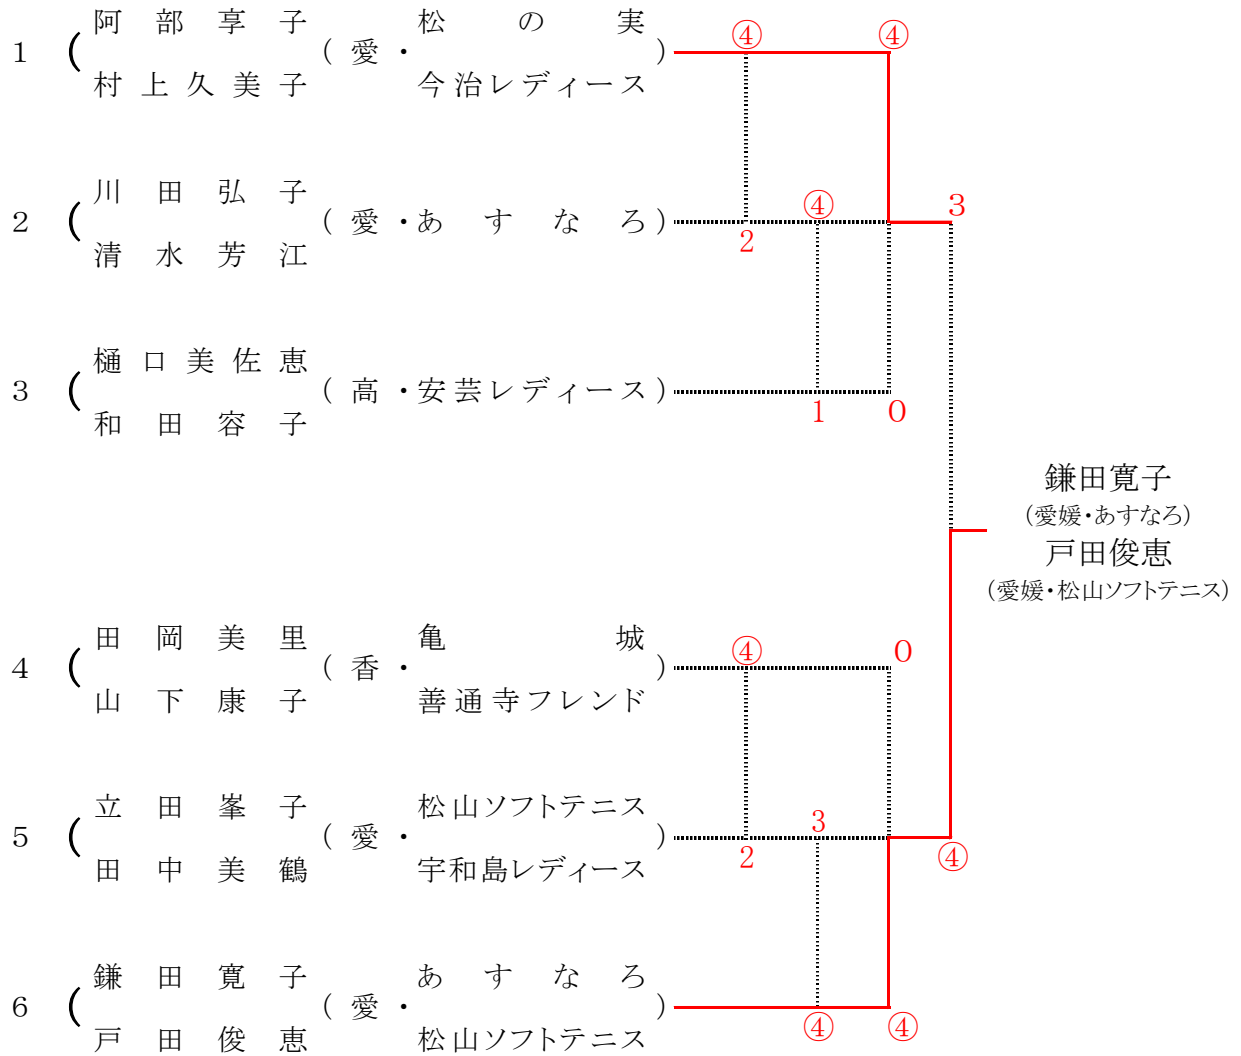 阿部享子 松の実 ④ ④
1 ( (愛・ )
村上久美子 今治レディース
川田弘子 ④ 3
2 ( (愛・あすなろ)
清水芳江 2
樋口美佐恵
3 ( (高・安芸レディース)
和田容子 1 0
鎌田寛子
(愛媛・あすなろ)
戸田俊恵
(愛媛・松山ソフトテニス)
田岡美里 亀城 ④ 0
4 ( (香・ )
山下康子 善通寺フレンド
立田峯子 松山ソフトテニス 3
5 ( (愛・ )
田中美鶴 宇和島レディース 2 ④
鎌田寛子 あすなろ
6 ( (愛・ )
戸田俊恵 松山ソフトテニス ④ ④